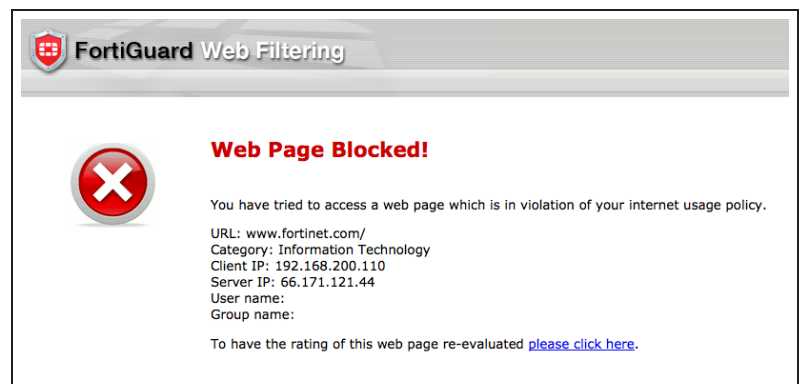 FortiGuard Web Filtering
Web Page Blocked!
You have tried to access a web page which is in violation of your internet usage policy.
URL: www.fortinet.com/
Category: Information Technology
Client IP: 192.168.200.110
Server IP: 66.171.121.44
User name:
Group name:
To have the rating of this web page re-evaluated please click here.